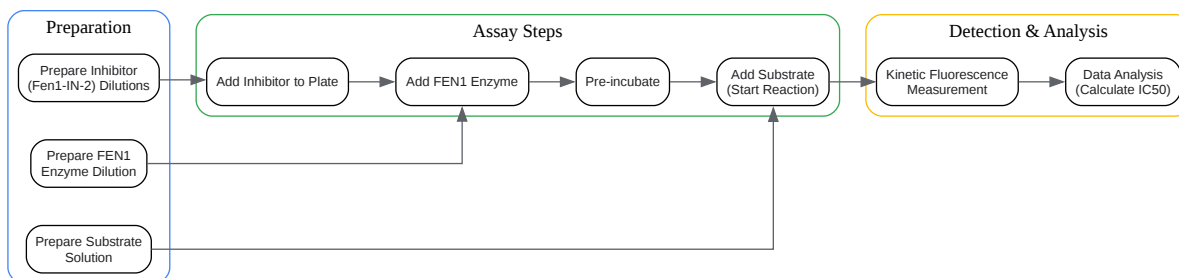 Preparation
Prepare Inhibitor
(Fen1-IN-2) Dilutions
Prepare FEN1
Enzyme Dilution
Prepare Substrate
Solution
Assay Steps
Add Inhibitor to Plate
Add FEN1 Enzyme
Pre-incubate
Add Substrate
(Start Reaction)
Detection & Analysis
Kinetic Fluorescence
Measurement
Data Analysis
(Calculate IC50)